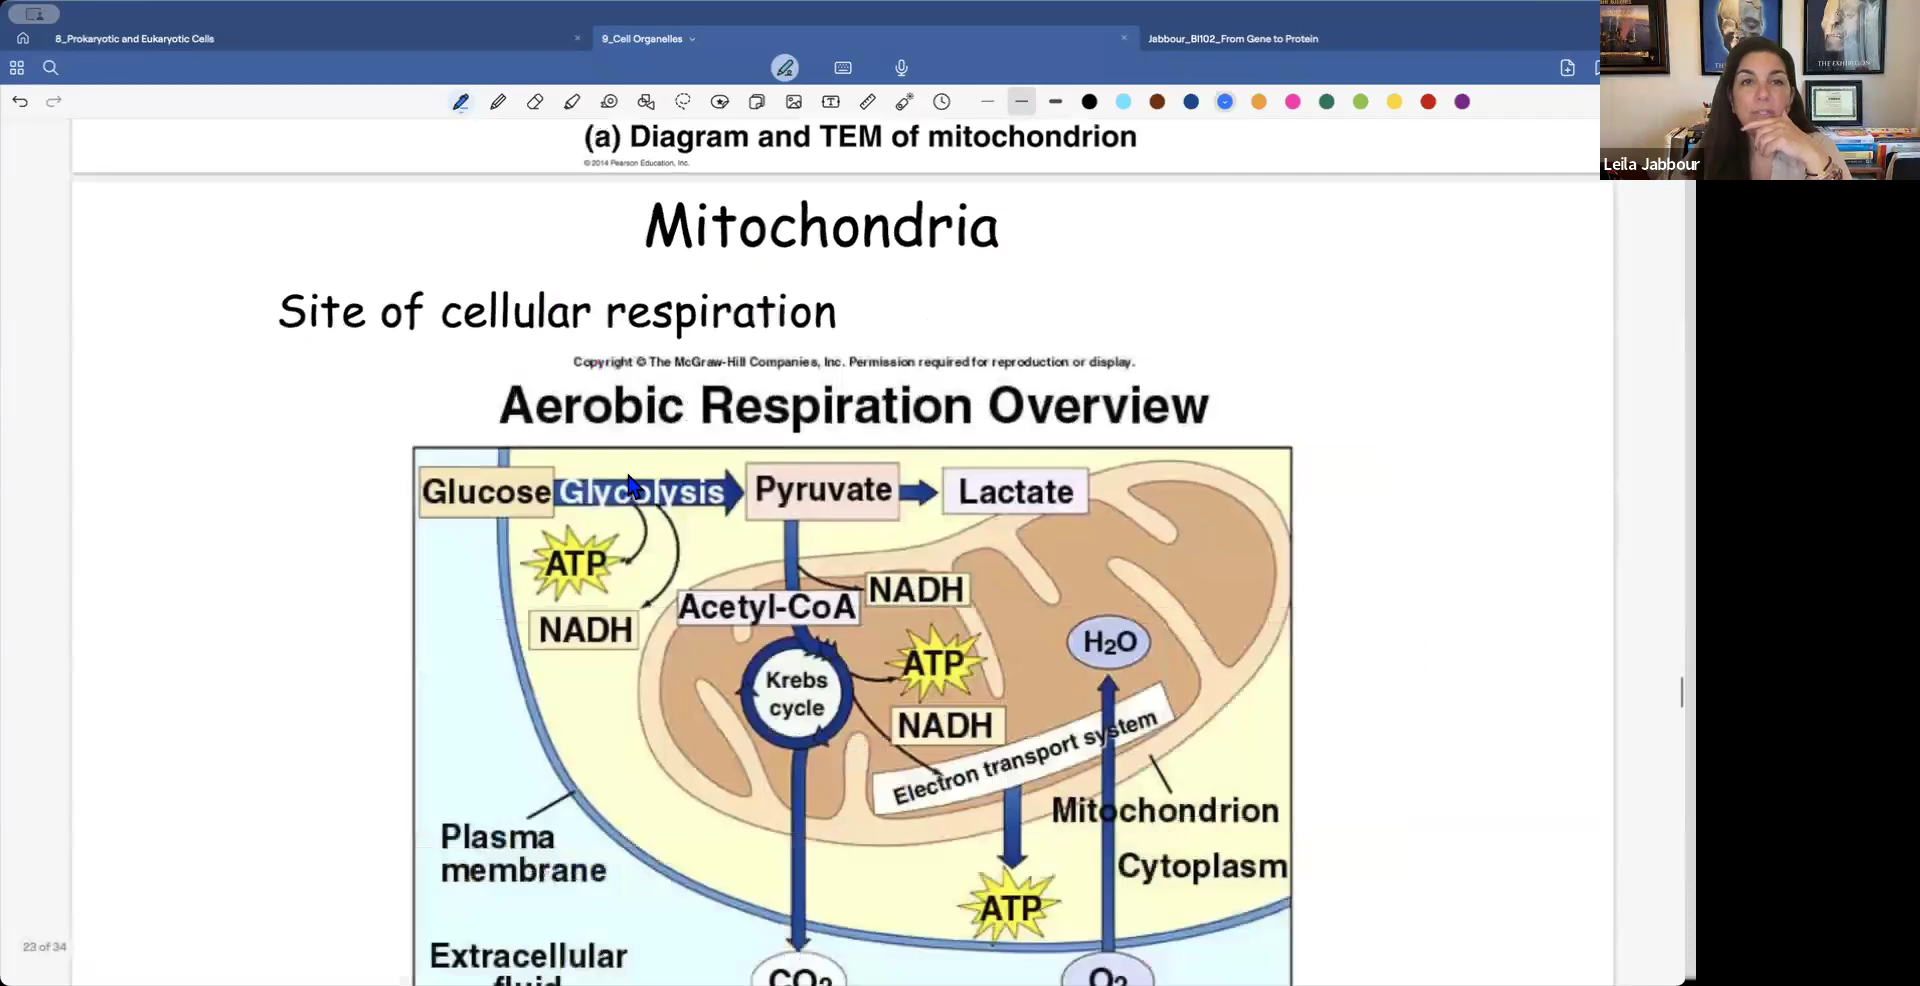 8_Prokaryotic and Eukaryotic Cells
9_Cell Organelles
Jabbour_BI102_From Gene to Protein
Leila Jabbour
(a) Diagram and TEM of mitochondrion
© 2014 Pearson Education, Inc.
Mitochondria
Site of cellular respiration
Copyright © The McGraw-Hill Companies, Inc. Permission required for reproduction or display.
Aerobic Respiration Overview
Glucose
Glycolysis
Pyruvate
Lactate
ATP
NADH
Acetyl-CoA
NADH
Krebs
cycle
ATP
NADH
H₂O
Electron transport system
Mitochondrion
Cytoplasm
Plasma
membrane
ATP
23 of 34
Extracellular
fluid
CO₂
O₂